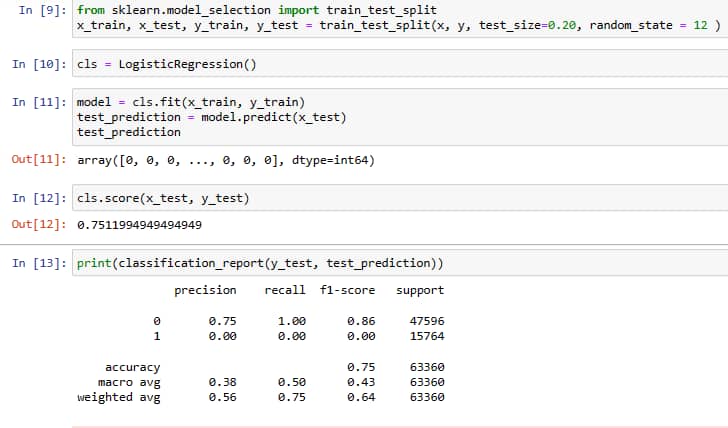 In [9]: from sklearn.model_selection import train_test_split
x_train, x_test, y_train, y_test = train_test_split(x, y, test_size=0.20, random_state = 12 )
In [10]: cls = LogisticRegression()
In [11]: model = cls.fit(x_train, y_train)
test_prediction = model.predict(x_test)
test_prediction
Out[11]: array([0, 0, 0, ..., 0, 0, 0], dtype=int64)
In [12]: cls.score(x_test, y_test)
Out[12]: 0.7511994949494949
In [13]: print(classification_report(y_test, test_prediction))
precision recall f1-score support
0 0.75 1.00 0.86 47596
1 0.00 0.00 0.00 15764
accuracy 0.75 63360
macro avg 0.38 0.50 0.43 63360
weighted avg 0.56 0.75 0.64 63360